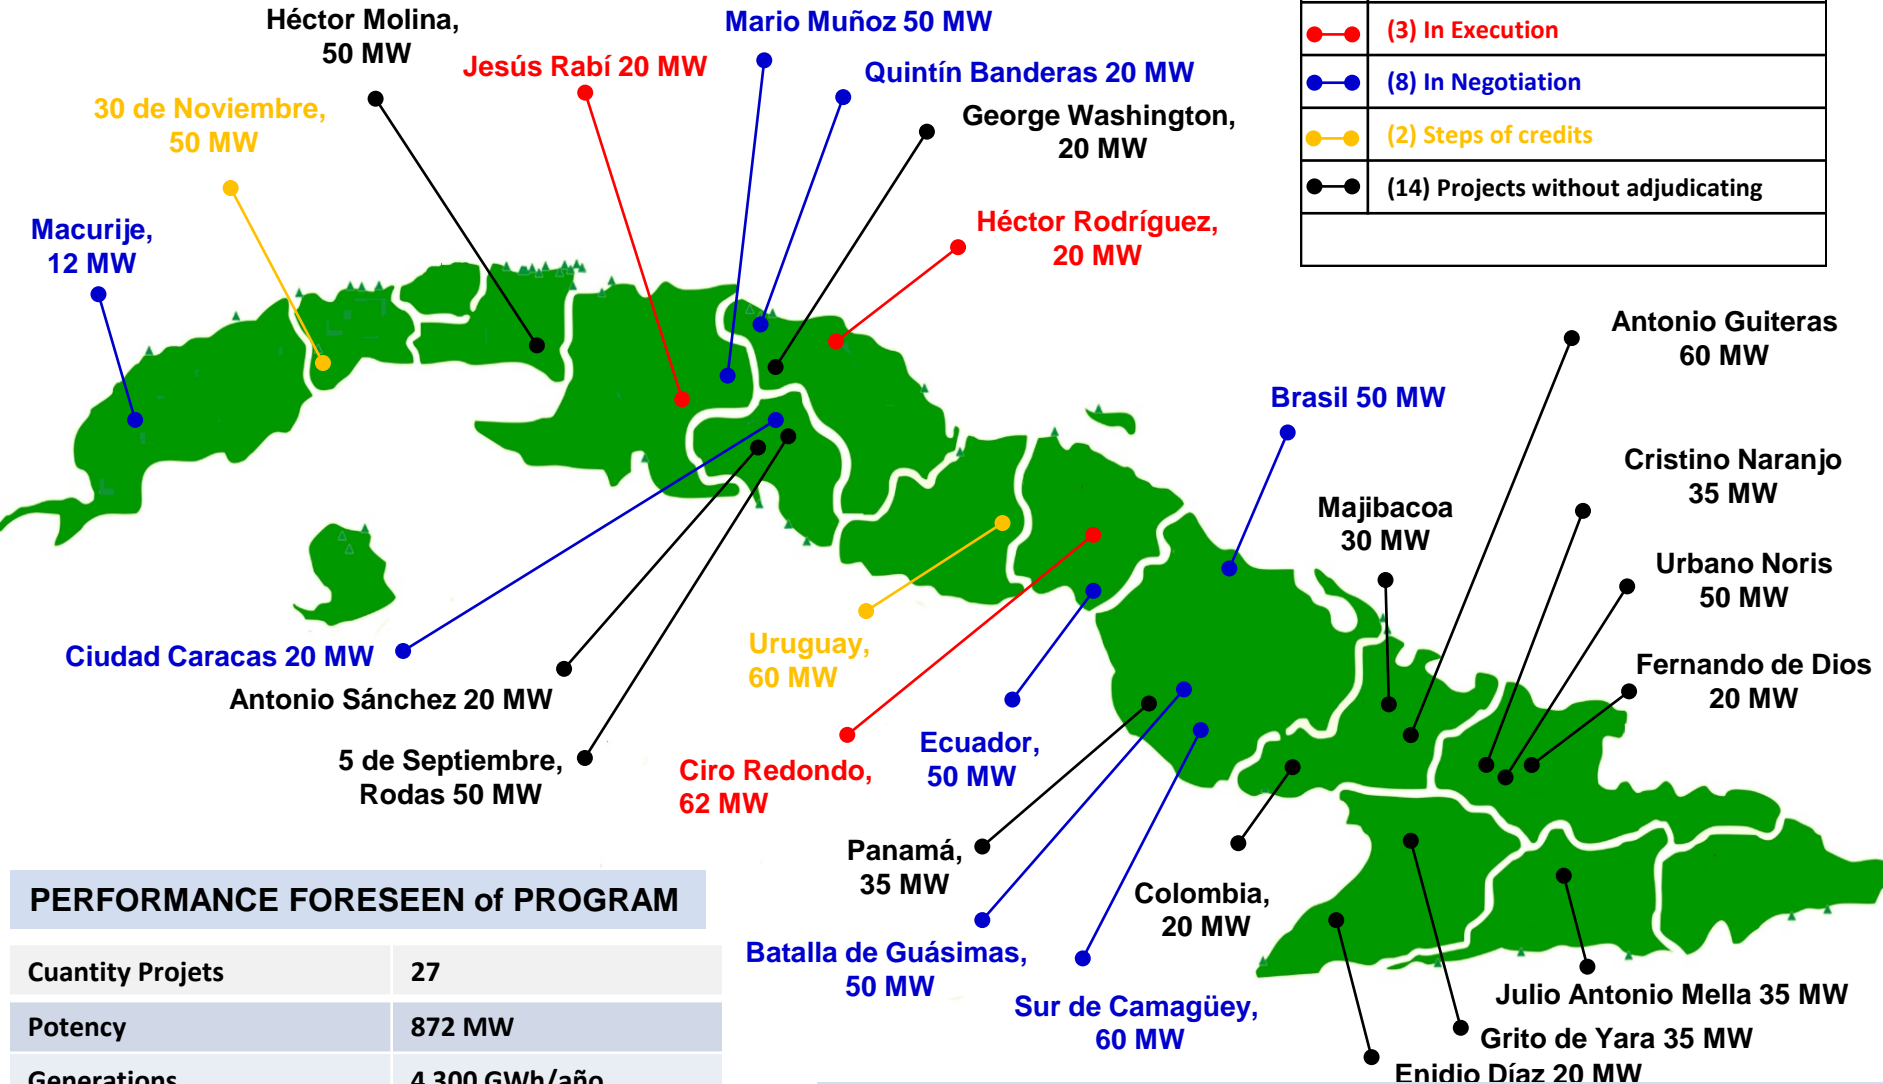 Héctor Molina,
50 MW
Mario Muñoz 50 MW
Jesús Rabí 20 MW
Quintín Banderas 20 MW
30 de Noviembre,
50 MW
George Washington,
20 MW
(3) In Execution
(8) In Negotiation
(2) Steps of credits
(14) Projects without adjudicating
Macurije,
12 MW
Héctor Rodríguez,
20 MW
Antonio Guiteras
60 MW
Brasil 50 MW
Cristino Naranjo
35 MW
Majibacoa
30 MW
Urbano Noris
50 MW
Fernando de Dios
20 MW
Ciudad Caracas 20 MW
Antonio Sánchez 20 MW
Uruguay,
60 MW
5 de Septiembre,
Rodas 50 MW
Ciro Redondo,
62 MW
Ecuador,
50 MW
Panamá,
35 MW
Colombia,
20 MW
Batalla de Guásimas,
50 MW
Sur de Camagüey,
60 MW
Julio Antonio Mella 35 MW
Grito de Yara 35 MW
Enidio Díaz 20 MW
PERFORMANCE FORESEEN of PROGRAM
Cuantity Projets 27
Potency 872 MW
Generations 4 300 GWh/año